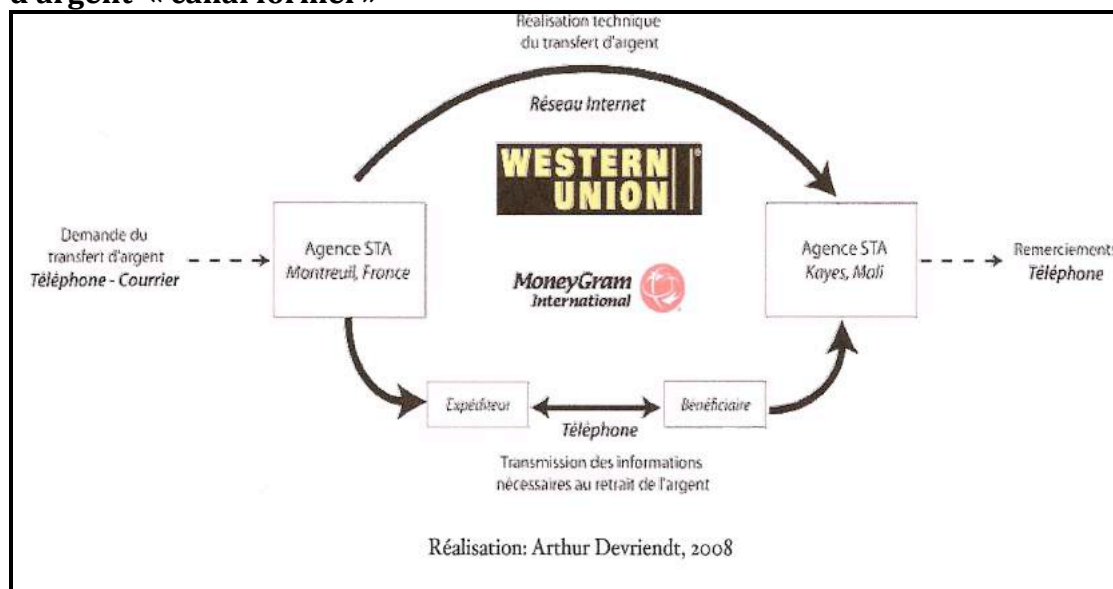 d'argent « canal formel »
Réalisation technique
du transfert d'argent
Réseau Internet
WESTERN
UNION
Demande du
transfert d'argent
Téléphone - Courrier
Agence STA
Montreuil, France
MoneyGram
International
Agence STA
Kayes, Mali
Remerciements
Téléphone
Expéditeur
Bénéficiaire
Téléphone
Transmission des informations
nécessaires au retrait de l'argent
Réalisation: Arthur Devriendt, 2008